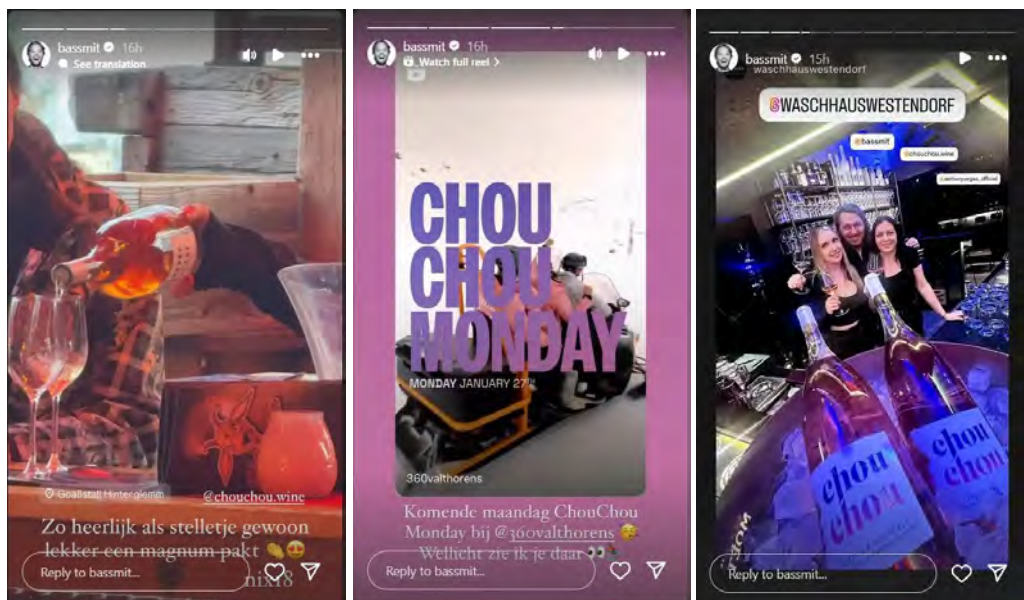 bassmit 16h
See translation
Goaßstall Hinterglemm
@chouchou.wine
Zo heerlijk als stelletje gewoon
lekker een magnum pakt 👏😍
Reply to bassmit...
nix18
bassmit 16h
Watch full reel >
CHOU
CHOU
MONDAY
MONDAY JANUARY 27TH
360valthorens
Komende maandag ChouChou
Monday bij @360valthorens 🥳
Wellicht zie ik je daar 👀
Reply to bassmit...
bassmit 15h
waschhauswestendorf
@WASCHHAUSWESTENDORF
@bassmit
@chouchou.wine
chou
chou
chou
chou
Reply to bassmit...